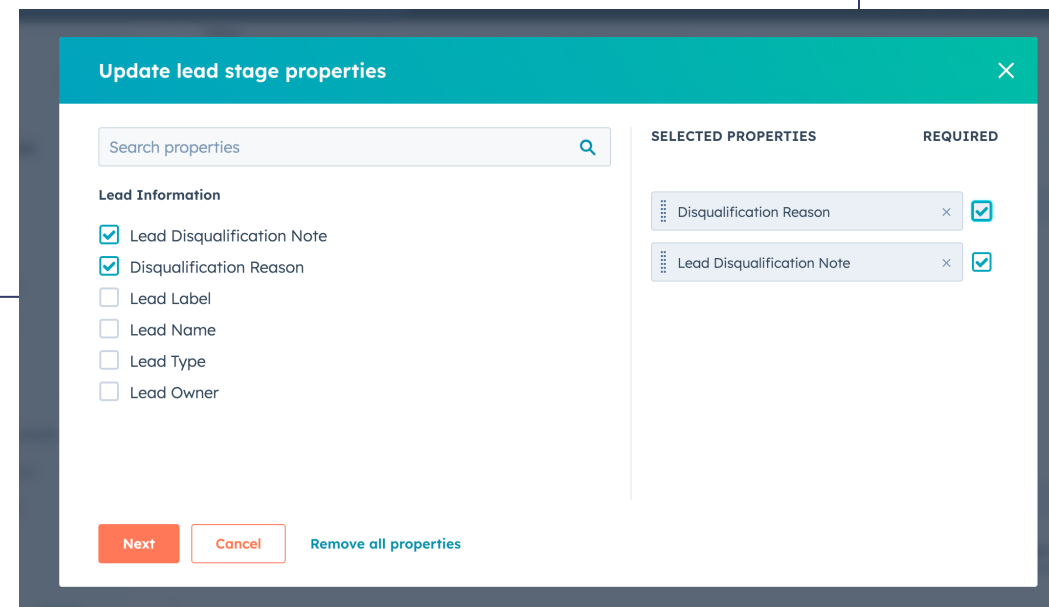 Update lead stage properties
Search properties
Lead Information
Lead Disqualification Note
Disqualification Reason
Lead Label
Lead Name
Lead Type
Lead Owner
SELECTED PROPERTIES REQUIRED
Disqualification Reason
Lead Disqualification Note
Next Cancel Remove all properties